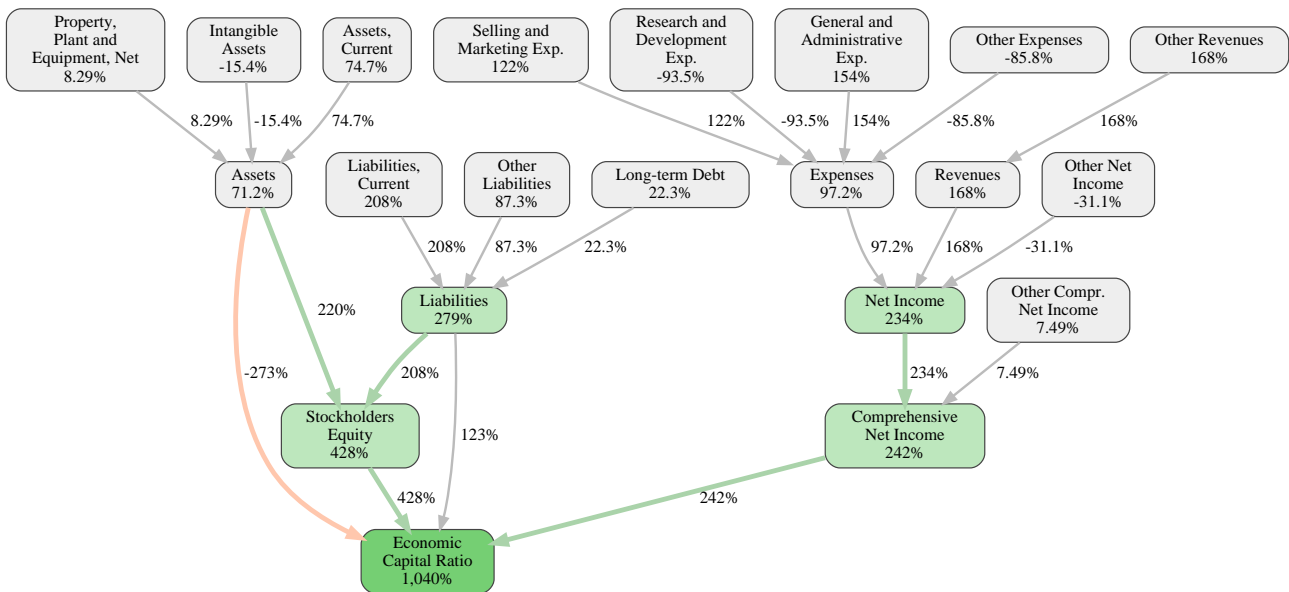 Property,
Plant and
Equipment, Net
8.29%
Intangible
Assets
-15.4%
Assets,
Current
74.7%
Selling and
Marketing Exp.
122%
Research and
Development
Exp.
-93.5%
General and
Administrative
Exp.
154%
Other Expenses
-85.8%
Other Revenues
168%
8.29%
-15.4%
74.7%
122%
-93.5%
154%
-85.8%
168%
Assets
71.2%
Liabilities,
Current
208%
Other
Liabilities
87.3%
Long-term Debt
22.3%
Expenses
97.2%
Revenues
168%
Other Net
Income
-31.1%
208%
87.3%
22.3%
97.2%
168%
-31.1%
Liabilities
279%
Net Income
234%
Other Compr.
Net Income
7.49%
220%
-273%
208%
234%
7.49%
Stockholders
Equity
428%
123%
Comprehensive
Net Income
242%
428%
242%
Economic
Capital Ratio
1,040%